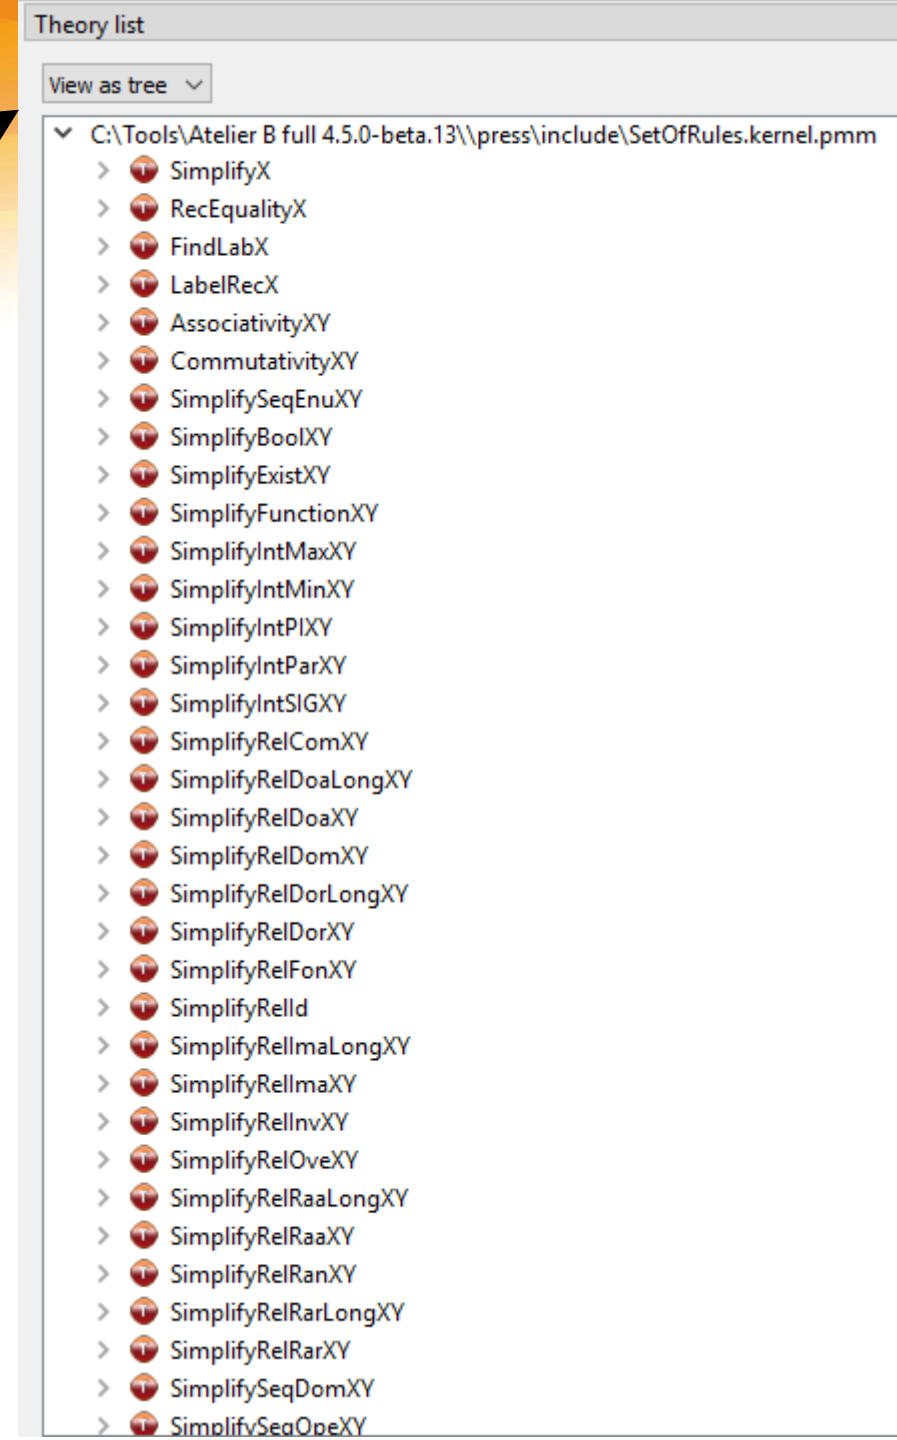 Theory list
View as tree
C:\Tools\Atelier B full 4.5.0-beta.13\\press\include\SetOfRules.kernel.pmm
SimplifyX
RecEqualityX
FindLabX
LabelRecX
AssociativityXY
CommutativityXY
SimplifySeqEnuXY
SimplifyBoolXY
SimplifyExistXY
SimplifyFunctionXY
SimplifyIntMaxXY
SimplifyIntMinXY
SimplifyIntPIXY
SimplifyIntParXY
SimplifyIntSIGXY
SimplifyRelComXY
SimplifyRelDoaLongXY
SimplifyRelDoaXY
SimplifyRelDomXY
SimplifyRelDorLongXY
SimplifyRelDorXY
SimplifyRelFonXY
SimplifyRelId
SimplifyRelImaLongXY
SimplifyRelImaXY
SimplifyRelInvXY
SimplifyRelOveXY
SimplifyRelRaaLongXY
SimplifyRelRaaXY
SimplifyRelRanXY
SimplifyRelRarLongXY
SimplifyRelRarXY
SimplifySeqDomXY
SimplifySeqOpeXY